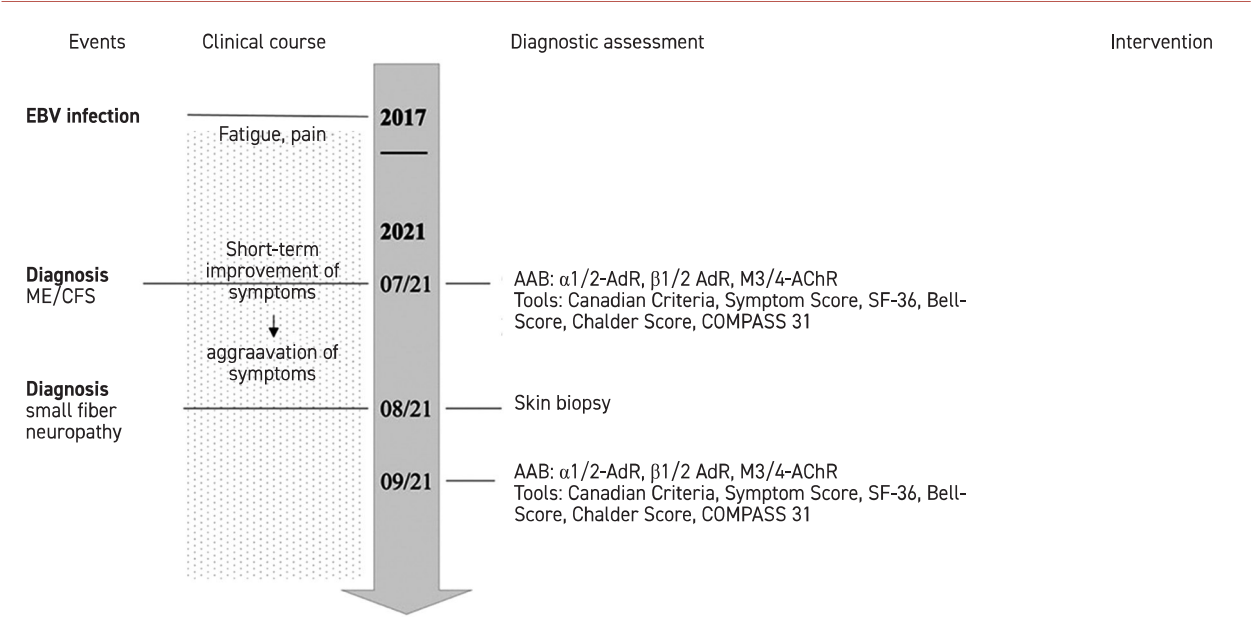 Events Clinical course Diagnostic assessment Intervention
EBV infection
Fatigue, pain
2017
2021
Short-term
improvement of
symptoms
Diagnosis
ME/CFS
07/21
AAB: α1/2-AdR, β1/2 AdR, M3/4-AChR
Tools: Canadian Criteria, Symptom Score, SF-36, Bell-
Score, Chalder Score, COMPASS 31
aggraavation of
symptoms
Diagnosis
small fiber
neuropathy
08/21
Skin biopsy
09/21
AAB: α1/2-AdR, β1/2 AdR, M3/4-AChR
Tools: Canadian Criteria, Symptom Score, SF-36, Bell-
Score, Chalder Score, COMPASS 31